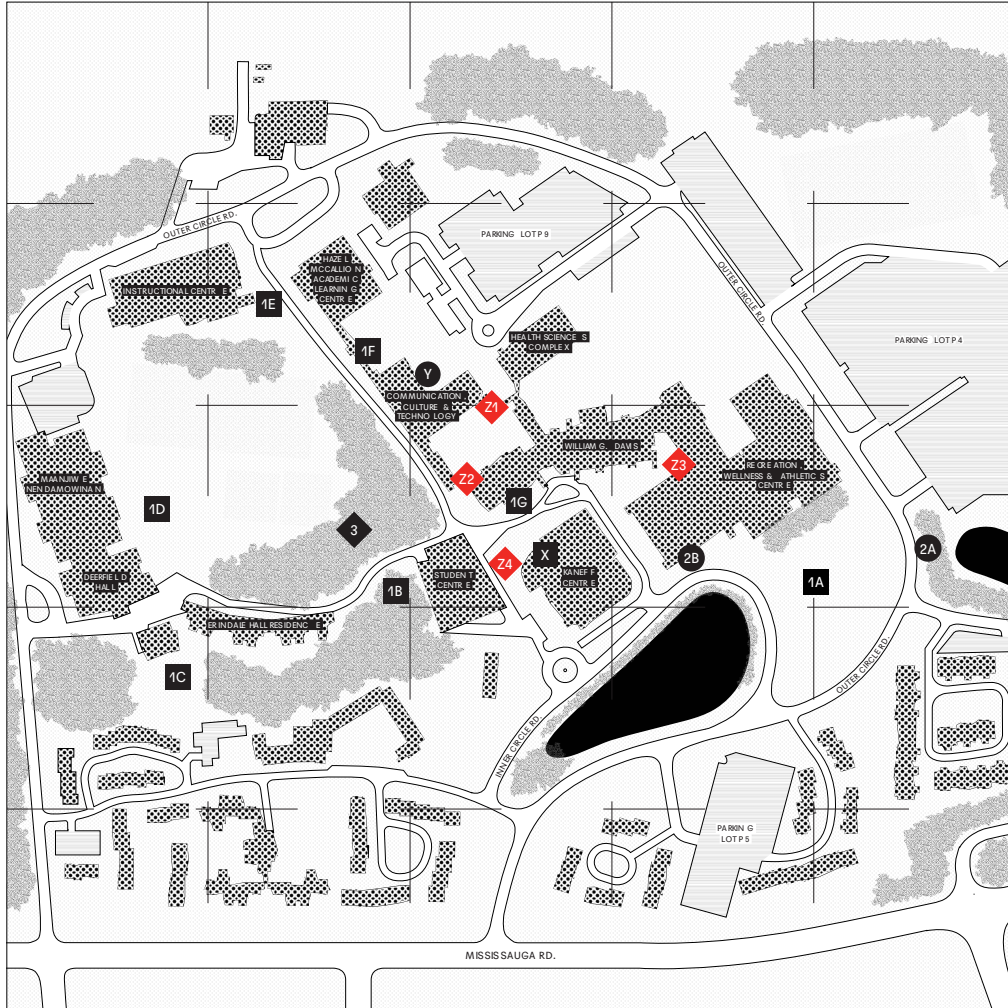 OUTER CIRCLE RD.
PARKING LOT P9
HAZEL
MCCALLION
ACADEMIC
LEARNING
CENTRE
INSTRUCTIONAL CENTRE
1E
OUTER CIRCLE RD.
HEALTH SCIENCES
COMPLEX
PARKING LOT P4
1F
Y
COMMUNICATION,
CULTURE &
TECHNOLOGY
Z1
WILLIAM G. DAVIS
Z3
RECREATION,
WELLNESS & ATHLETICS
CENTRE
MAANJIWE
NENDAMOWINAN
Z2
1G
1D
3
2A
X
2B
Z4
KANEFF
CENTRE
STUDENT
CENTRE
DEERFIELD
HALL
1B
1A
ERINDALE HALL RESIDENCE
1C
OUTER CIRCLE RD.
INNER CIRCLE RD.
PARKING
LOT P5
MISSISSAUGA RD.